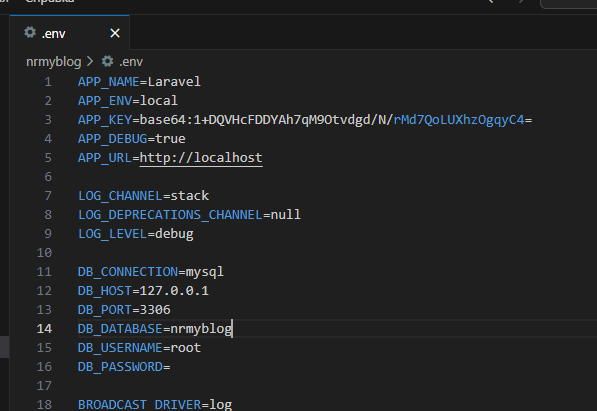 Справка
.env
nrmyblog > .env
1 APP_NAME=Laravel
2 APP_ENV=local
3 APP_KEY=base64:1+DQVHcFDDYAh7qM9Otvdgd/N/rMd7QoLUXhzOgqyC4=
4 APP_DEBUG=true
5 APP_URL=http://localhost
6
7 LOG_CHANNEL=stack
8 LOG_DEPRECATIONS_CHANNEL=null
9 LOG_LEVEL=debug
10
11 DB_CONNECTION=mysql
12 DB_HOST=127.0.0.1
13 DB_PORT=3306
14 DB_DATABASE=nrmyblog
15 DB_USERNAME=root
16 DB_PASSWORD=
17
18 BROADCAST_DRIVER=log